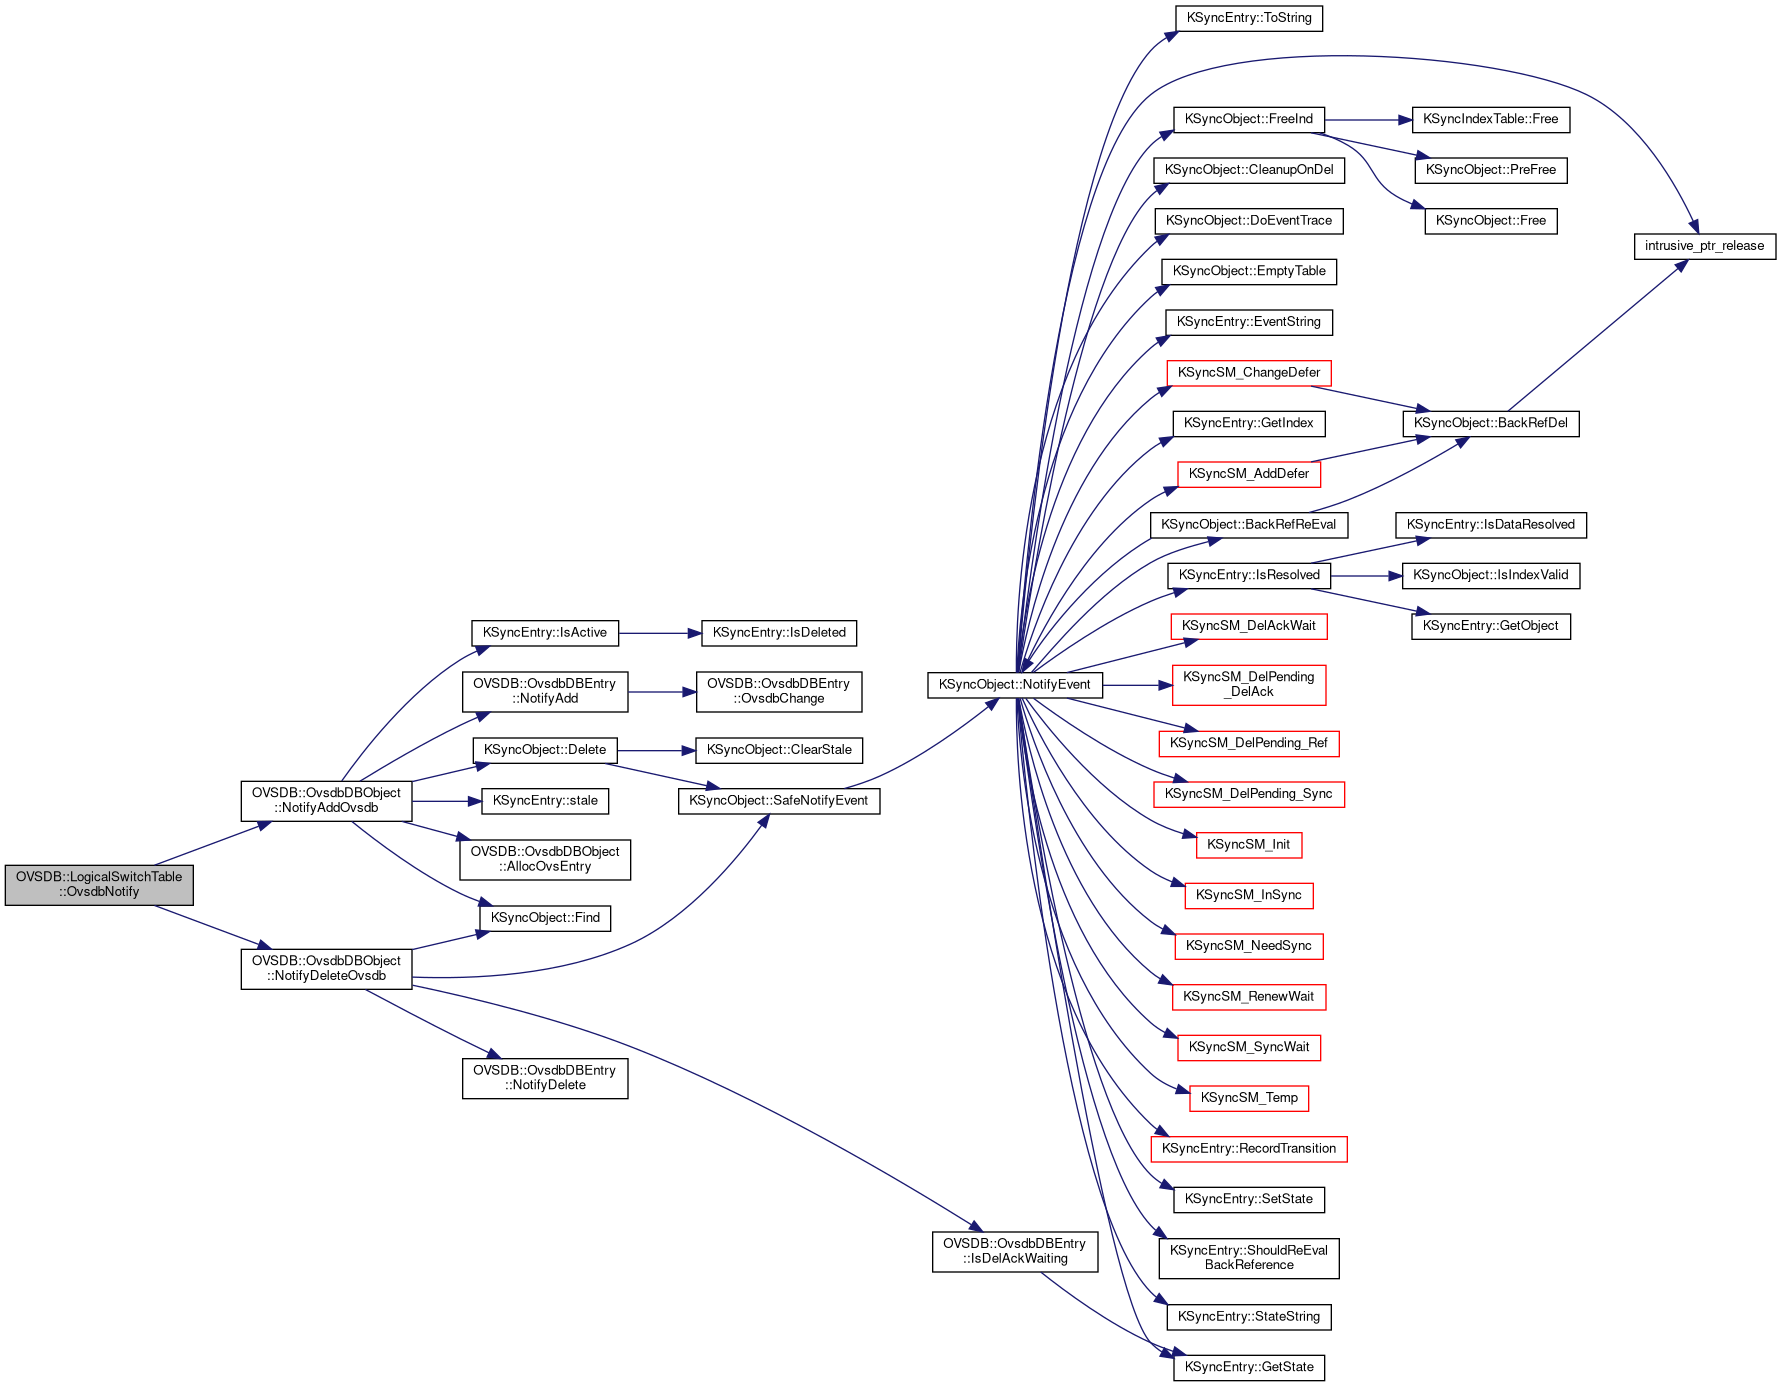 OVSDB::LogicalSwitchTable
::OvsdbNotify
OVSDB::OvsdbDBObject
::NotifyAddOvsdb
OVSDB::OvsdbDBObject
::NotifyDeleteOvsdb
KSyncEntry::IsActive
OVSDB::OvsdbDBEntry
::NotifyAdd
KSyncObject::Delete
KSyncEntry::stale
OVSDB::OvsdbDBObject
::AllocOvsEntry
KSyncObject::Find
OVSDB::OvsdbDBEntry
::NotifyDelete
KSyncEntry::IsDeleted
OVSDB::OvsdbDBEntry
::OvsdbChange
KSyncObject::ClearStale
KSyncObject::SafeNotifyEvent
KSyncObject::NotifyEvent
OVSDB::OvsdbDBEntry
::IsDelAckWaiting
KSyncEntry::ToString
KSyncObject::FreeInd
KSyncObject::CleanupOnDel
KSyncObject::DoEventTrace
KSyncObject::EmptyTable
KSyncEntry::EventString
KSyncSM_ChangeDefer
KSyncEntry::GetIndex
KSyncSM_AddDefer
KSyncObject::BackRefReEval
KSyncEntry::IsResolved
KSyncSM_DelAckWait
KSyncSM_DelPending
_DelAck
KSyncSM_DelPending_Ref
KSyncSM_DelPending_Sync
KSyncSM_Init
KSyncSM_InSync
KSyncSM_NeedSync
KSyncSM_RenewWait
KSyncSM_SyncWait
KSyncSM_Temp
KSyncEntry::RecordTransition
KSyncEntry::SetState
KSyncEntry::ShouldReEval
BackReference
KSyncEntry::StateString
KSyncEntry::GetState
KSyncIndexTable::Free
KSyncObject::PreFree
KSyncObject::Free
KSyncObject::BackRefDel
KSyncEntry::IsDataResolved
KSyncObject::IsIndexValid
KSyncEntry::GetObject
intrusive_ptr_release